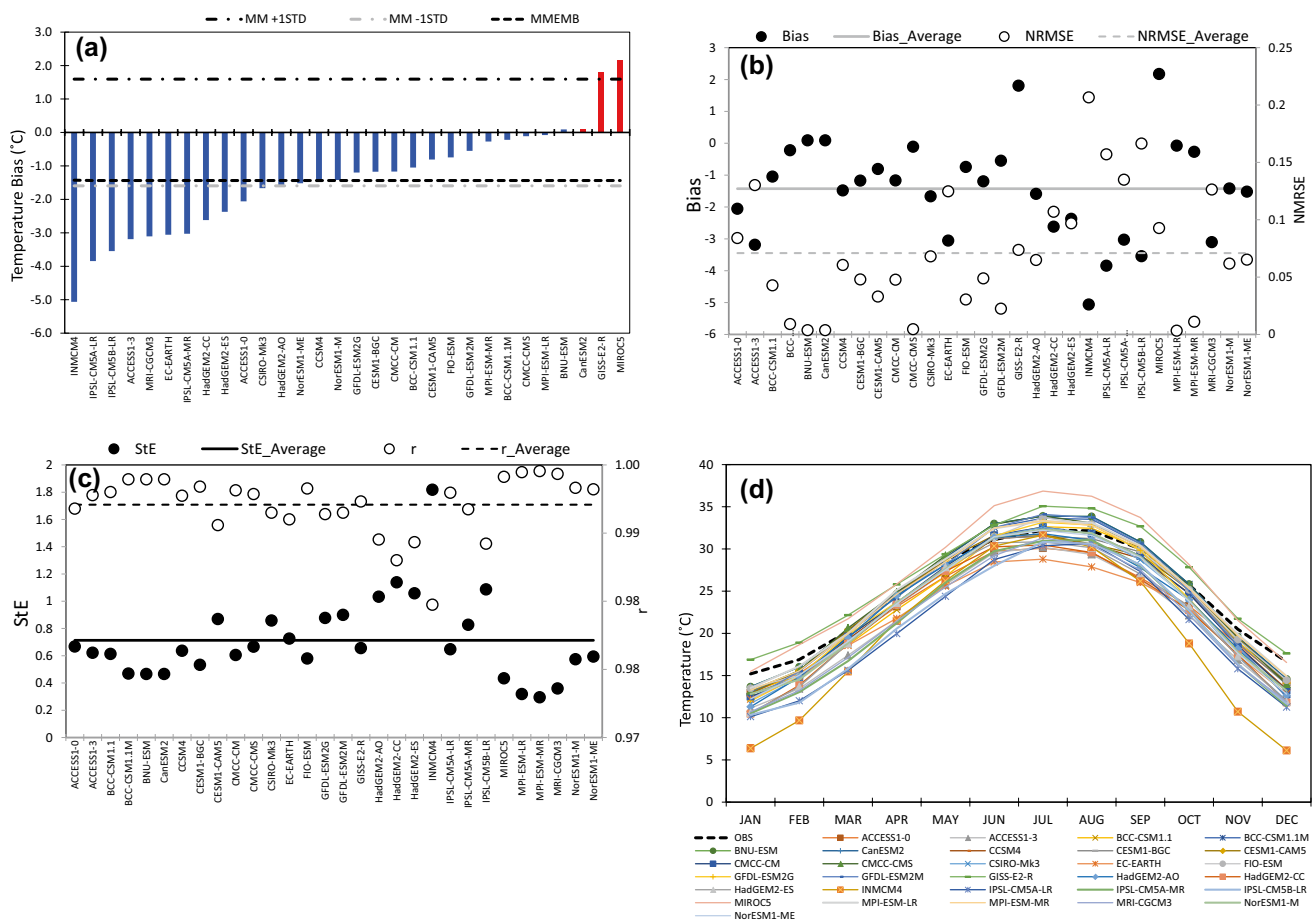 MM +1STD MM -1STD MMEMB
(a)
Temperature Bias (˚C)
3.0
2.0
1.0
0.0
-1.0
-2.0
-3.0
-4.0
-5.0
-6.0
INMCM4
IPSL-CM5A-LR
IPSL-CM5B-LR
ACCESS1-3
MRI-CGCM3
EC-EARTH
IPSL-CM5A-MR
HadGEM2-CC
HadGEM2-ES
ACCESS1-0
CSIRO-Mk3
HadGEM2-AO
NorESM1-ME
CCSM4
NorESM1-M
GFDL-ESM2G
CESM1-BGC
CMCC-CM
BCC-CSM1.1
CESM1-CAM5
FIO-ESM
GFDL-ESM2M
MPI-ESM-MR
BCC-CSM1.1M
CMCC-CMS
MPI-ESM-LR
BNU-ESM
CanESM2
GISS-E2-R
MIROC5
Bias Bias_Average NRMSE NRMSE_Average
(b)
Bias
3
2
1
0
-1
-2
-3
-4
-5
-6
0.25
0.2
0.15
0.1
0.05
0
NMRSE
ACCESS1-0
ACCESS1-3
BCC-CSM1.1
BCC-…
BNU-ESM
CanESM2
CCSM4
CESM1-BGC
CESM1-CAM5
CMCC-CM
CMCC-CMS
CSIRO-Mk3
EC-EARTH
FIO-ESM
GFDL-ESM2G
GFDL-ESM2M
GISS-E2-R
HadGEM2-AO
HadGEM2-CC
HadGEM2-ES
INMCM4
IPSL-CM5A-LR
IPSL-CM5A-…
IPSL-CM5B-LR
MIROC5
MPI-ESM-LR
MPI-ESM-MR
MRI-CGCM3
NorESM1-M
NorESM1-ME
StE StE_Average r r_Average
(c)
StE
2
1.8
1.6
1.4
1.2
1
0.8
0.6
0.4
0.2
0
1.00
0.99
0.99
0.98
0.98
0.97
r
ACCESS1-0
ACCESS1-3
BCC-CSM1.1
BCC-CSM1.1M
BNU-ESM
CanESM2
CCSM4
CESM1-BGC
CESM1-CAM5
CMCC-CM
CMCC-CMS
CSIRO-Mk3
EC-EARTH
FIO-ESM
GFDL-ESM2G
GFDL-ESM2M
GISS-E2-R
HadGEM2-AO
HadGEM2-CC
HadGEM2-ES
INMCM4
IPSL-CM5A-LR
IPSL-CM5A-MR
IPSL-CM5B-LR
MIROC5
MPI-ESM-LR
MPI-ESM-MR
MRI-CGCM3
NorESM1-M
NorESM1-ME
(d)
Temperature (˚C)
40
35
30
25
20
15
10
5
0
JAN FEB MAR APR MAY JUN JUL AUG SEP OCT NOV DEC
OBS ACCESS1-0 ACCESS1-3 BCC-CSM1.1 BCC-CSM1.1M
BNU-ESM CanESM2 CCSM4 CESM1-BGC CESM1-CAM5
CMCC-CM CMCC-CMS CSIRO-Mk3 EC-EARTH FIO-ESM
GFDL-ESM2G GFDL-ESM2M GISS-E2-R HadGEM2-AO HadGEM2-CC
HadGEM2-ES INMCM4 IPSL-CM5A-LR IPSL-CM5A-MR IPSL-CM5B-LR
MIROC5 MPI-ESM-LR MPI-ESM-MR MRI-CGCM3 NorESM1-M
NorESM1-ME